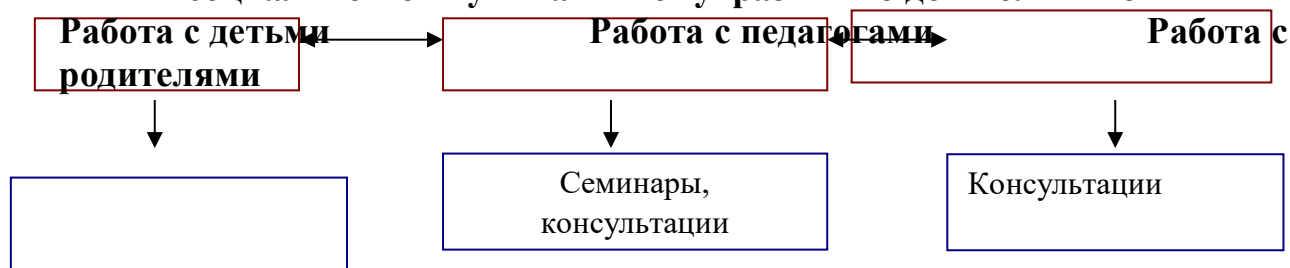 Работа с детьми Работа с педагогами Работа с
родителями
Семинары,
консультации
Консультации